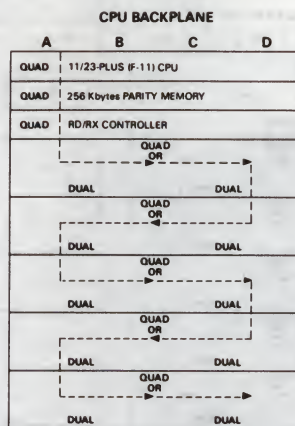 CPU BACKPLANE
A B C D
QUAD 11/23-PLUS (F-11) CPU
QUAD 256 Kbytes PARITY MEMORY
QUAD RD/RX CONTROLLER
QUAD
OR
DUAL DUAL
QUAD
OR
DUAL DUAL
QUAD
OR
DUAL DUAL
QUAD
OR
DUAL DUAL
QUAD
OR
DUAL DUAL